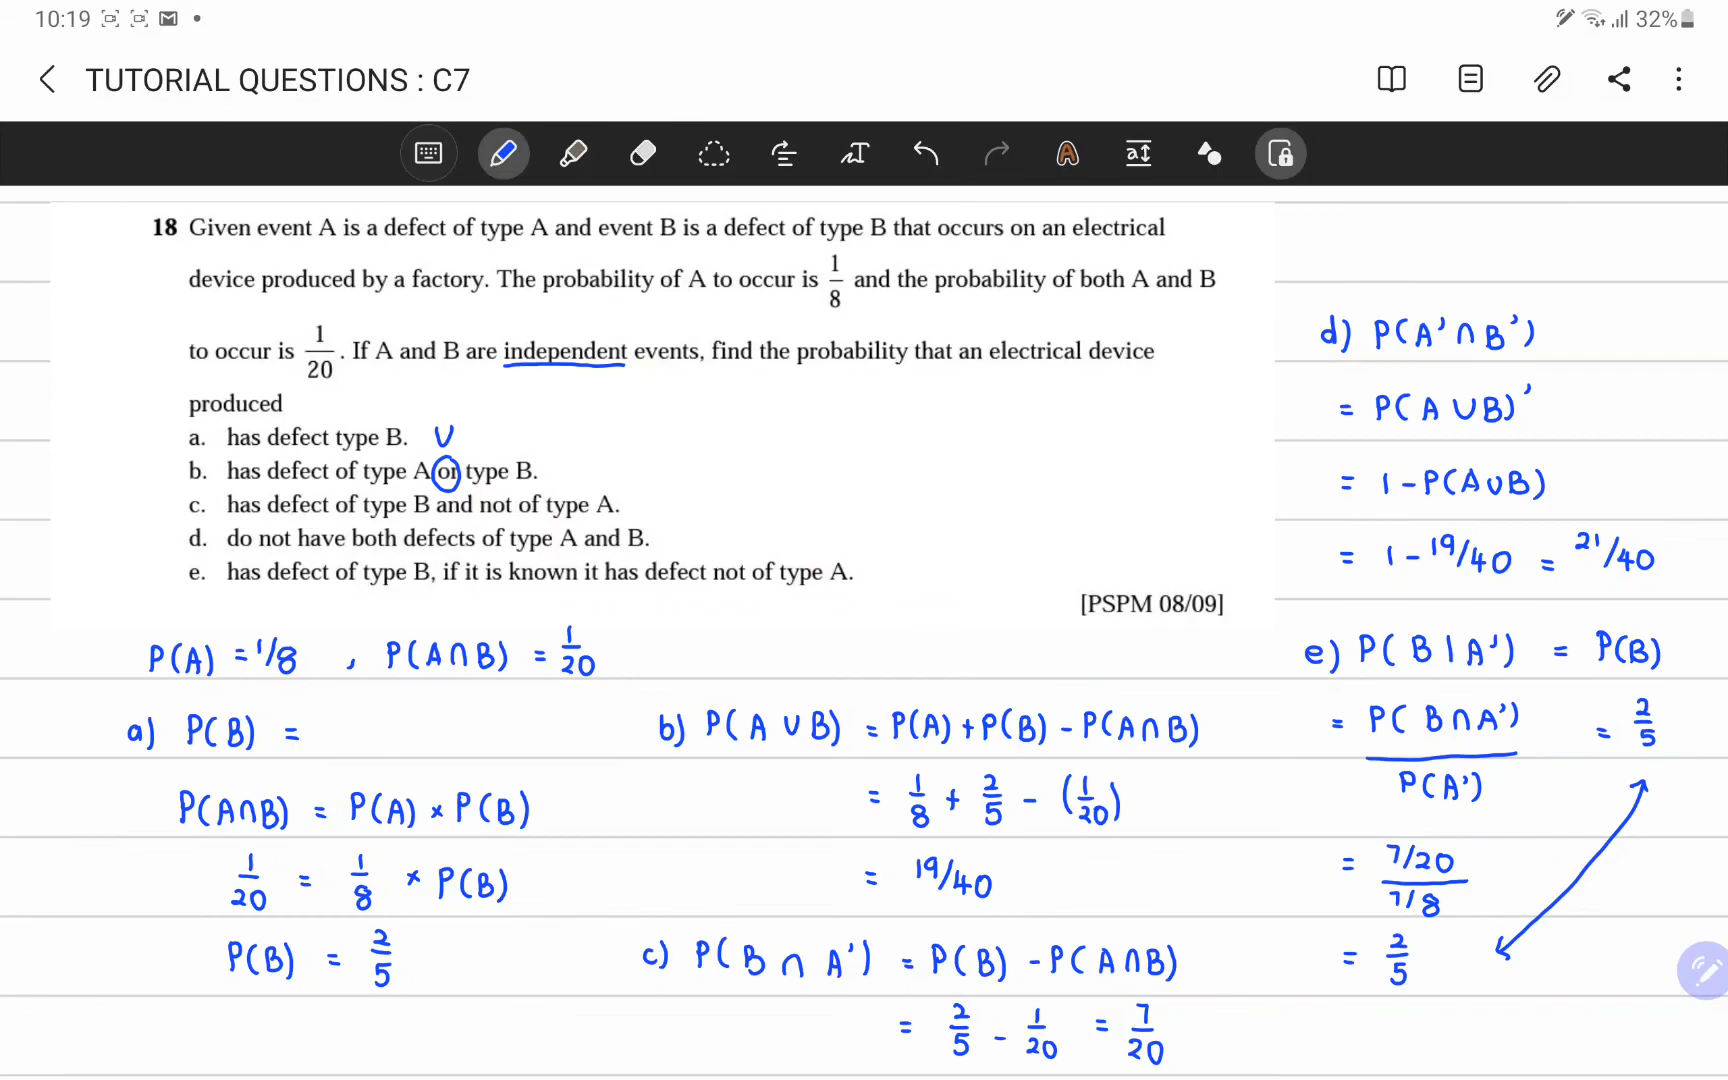 10:19 32%
TUTORIAL QUESTIONS : C7
18 Given event A is a defect of type A and event B is a defect of type B that occurs on an electrical
device produced by a factory. The probability of A to occur is 1/8 and the probability of both A and B
to occur is 1/20. If A and B are independent events, find the probability that an electrical device
produced
a. has defect type B. U
b. has defect of type A or type B.
c. has defect of type B and not of type A.
d. do not have both defects of type A and B.
e. has defect of type B, if it is known it has defect not of type A.
[PSPM 08/09]
P(A) = 1/8 , P(A∩B) = 1/20
a) P(B) =
P(A∩B) = P(A) × P(B)
1/20 = 1/8 × P(B)
P(B) = 2/5
b) P(A ∪ B) = P(A) + P(B) - P(A∩B)
= 1/8 + 2/5 - (1/20)
= 19/40
c) P(B ∩ A') = P(B) - P(A∩B)
= 2/5 - 1/20 = 7/20
d) P(A'∩B')
= P(A∪B)'
= 1 - P(A∪B)
= 1 - 19/40 = 21/40
e) P(B|A') = P(B)
= P(B∩A')/P(A') = 2/5
= 7/20 / 7/8
= 2/5